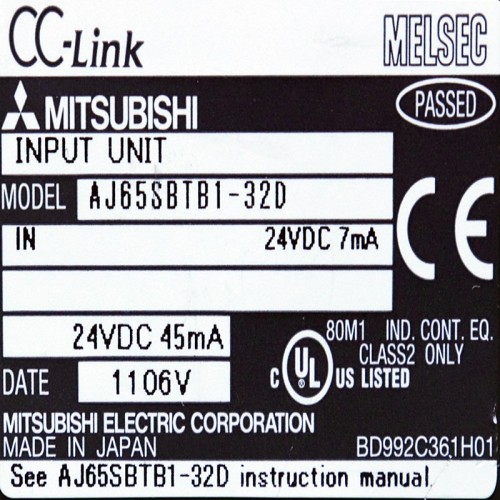 CC-Link MELSEC
MITSUBISHI PASSED
INPUT UNIT
MODEL AJ65SBTB1-32D
IN 24VDC 7mA
CE
24VDC 45mA
80M1 IND. CONT. EQ.
CLASS2 ONLY
C UL US LISTED
DATE 1106V
MITSUBISHI ELECTRIC CORPORATION
MADE IN JAPAN BD992C361H01
See AJ65SBTB1-32D instruction manual.